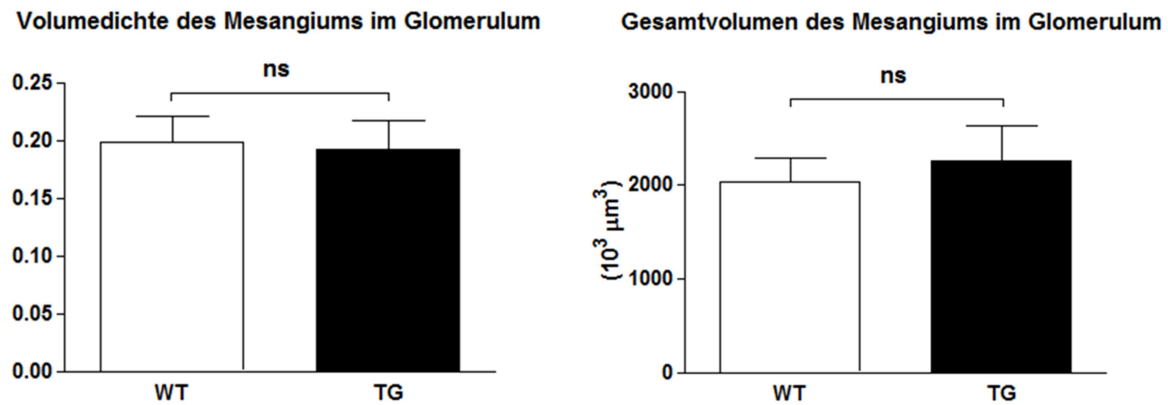 Volumedichte des Mesangiums im Glomerulum
ns
0.25
0.20
0.15
0.10
0.05
0.00
WT TG
Gesamtvolumen des Mesangiums im Glomerulum
ns
(10³ µm³)
3000
2000
1000
0
WT TG